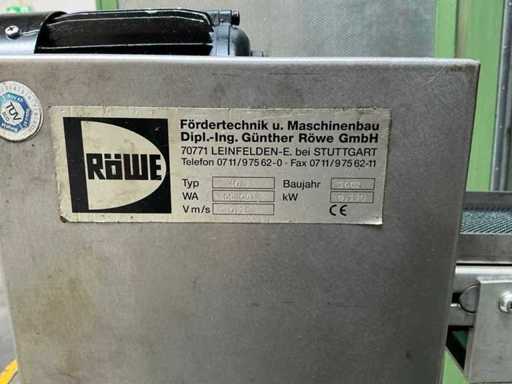 Fördertechnik u. Maschinenbau
Dipl.-Ing. Günther Röwe GmbH
70771 LEINFELDEN-E. bei STUTTGART
Telefon 0711/97562-0 - Fax 0711/97562-11
RÖWE
Typ Baujahr
WA kW
V m/s CE
TÜV